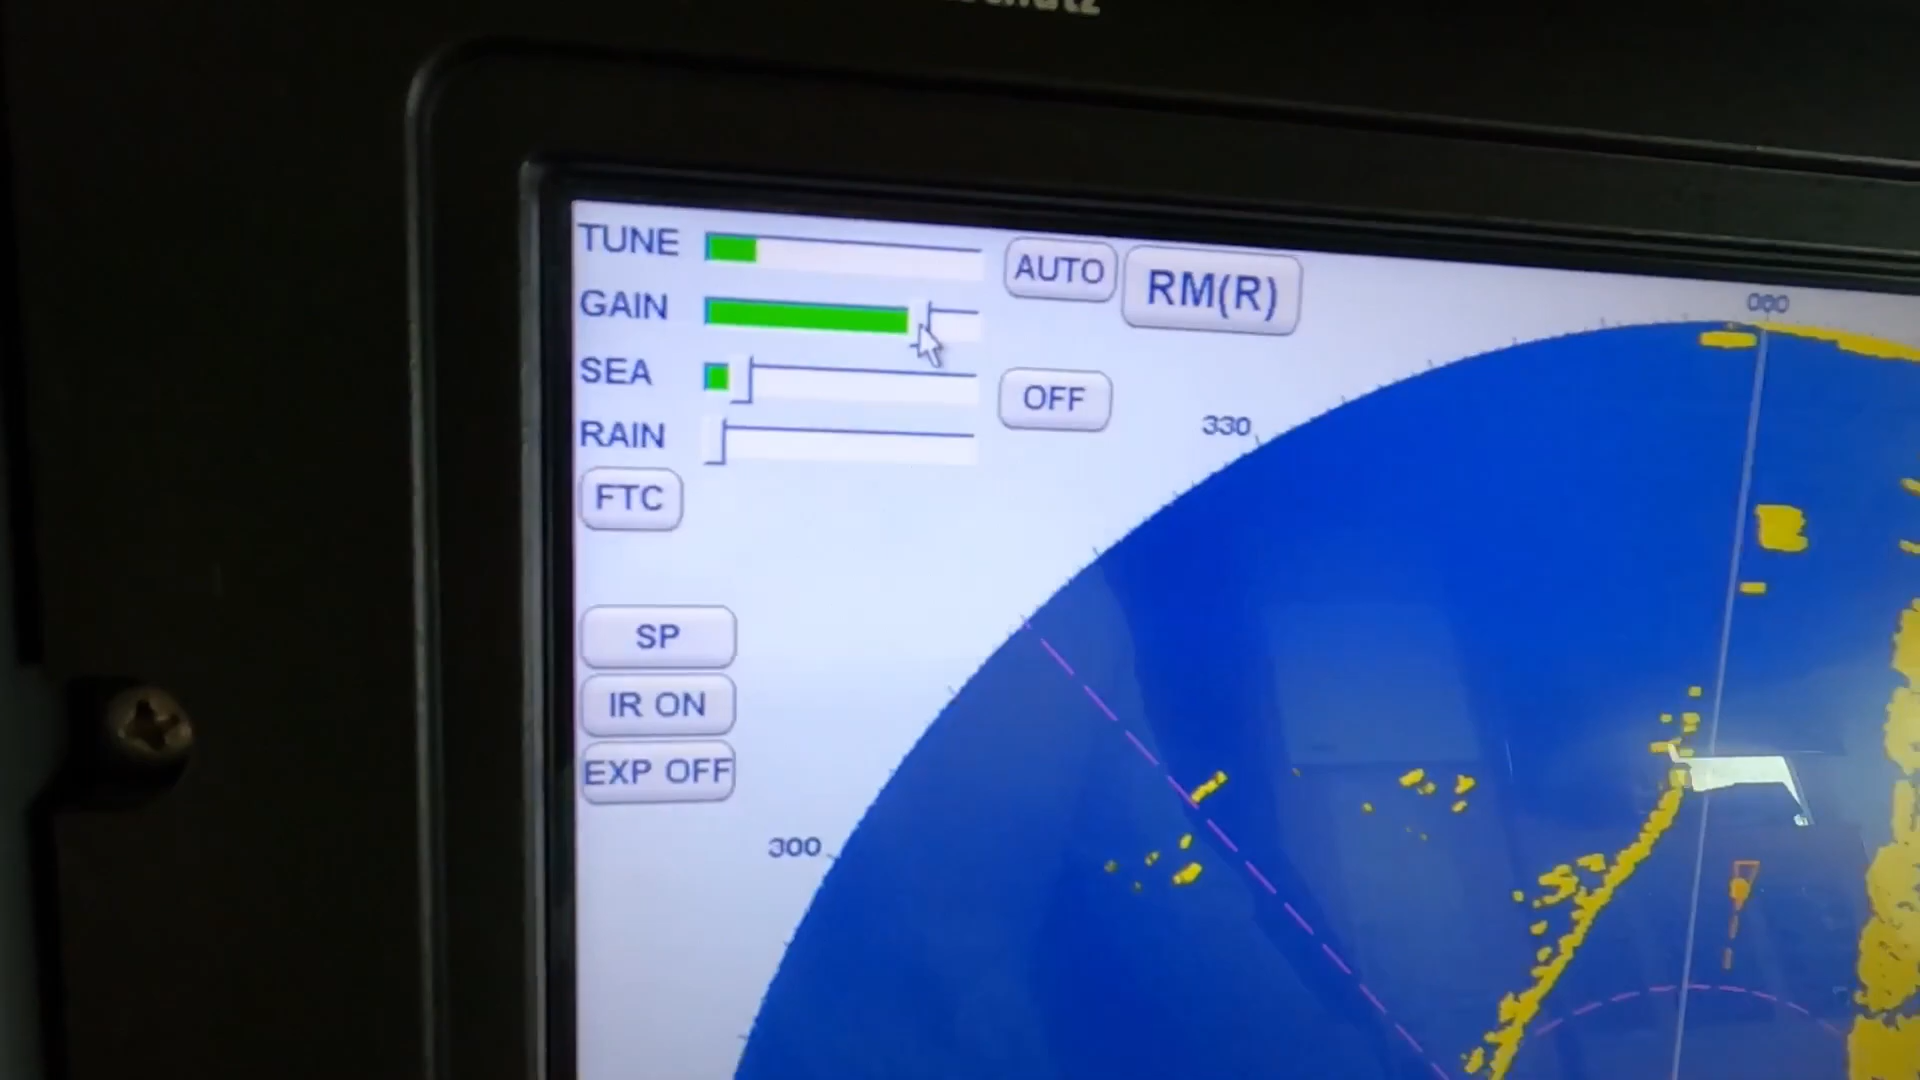 TUNE
AUTO
RM(R)
GAIN
SEA
OFF
RAIN
FTC
SP
IR ON
EXP OFF
000
330
300